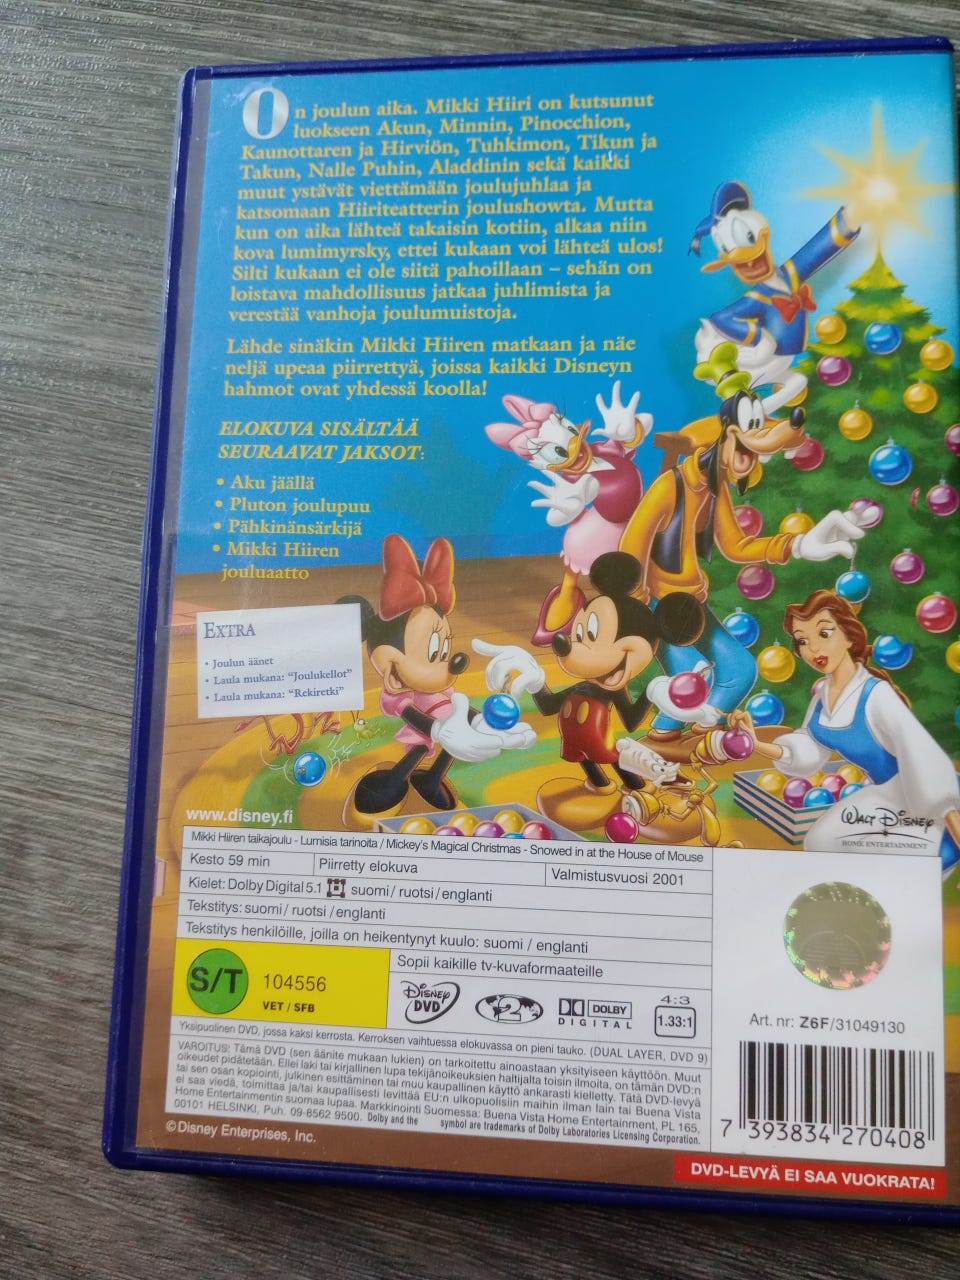 On joulun aika. Mikki Hiiri on kutsunut
luokseen Akun, Minnin, Pinocchion,
Kaunottaren ja Hirviön, Tuhkimon, Tikun ja
Takun, Nalle Puhin, Aladdinin sekä kaikki
muut ystävät viettämään joulujuhlaa ja
katsomaan Hiiriteatterin joulushowta. Mutta
kun on aika lähteä takaisin kotiin, alkaa niin
kova lumimyrsky, ettei kukaan voi lähteä ulos!
Silti kukaan ei ole siitä pahoillaan – sehän on
loistava mahdollisuus jatkaa juhlimista ja
verestää vanhoja joulumuistoja.
Lähde sinäkin Mikki Hiiren matkaan ja näe
neljä upeaa piirrettyä, joissa kaikki Disneyn
hahmot ovat yhdessä koolla!
ELOKUVA SISÄLTÄÄ
SEURAAVAT JAKSOT:
• Aku jäällä
• Pluton joulupuu
• Pähkinänsärkijä
• Mikki Hiiren
jouluaatto
EXTRA
• Joulun äänet
• Laula mukana: "Joulukellot"
• Laula mukana: "Rekiretki"
www.disney.fi
WALT DISNEY
HOME ENTERTAINMENT
Mikki Hiiren taikajoulu - Lumisia tarinoita / Mickey's Magical Christmas - Snowed in at the House of Mouse
Kesto 59 min Piirretty elokuva Valmistusvuosi 2001
Kielet: Dolby Digital 5.1 suomi / ruotsi / englanti
Tekstitys: suomi / ruotsi / englanti
Tekstitys henkilöille, joilla on heikentynyt kuulo: suomi / englanti
S/T 104556
VET / SFB
Sopii kaikille tv-kuvaformaateille
DISNEY DVD 2 DOLBY DIGITAL 4:3 1.33:1
Art. nr: Z6F/31049130
Yksipuolinen DVD, jossa kaksi kerrosta. Kerroksen vaihtuessa elokuvassa on pieni tauko. (DUAL LAYER, DVD 9)
VAROITUS! Tämä DVD (sen äänite mukaan lukien) on tarkoitettu ainoastaan yksityiseen käyttöön. Muut
oikeudet pidätetään. Ellei laki tai kirjallinen lupa tekijänoikeuksien haltijalta toisin ilmoita, on tämän DVD:n
tai sen osan kopiointi, julkinen esittäminen tai muu kaupallinen käyttö ankarasti kielletty. Tätä DVD-levyä
ei saa viedä, toimittaa ja/tai kaupallisesti levittää EU:n ulkopuolisiin maihin ilman lain tai Buena Vista
Home Entertainmentin suomaa lupaa. Markkinointi Suomessa: Buena Vista Home Entertainment, PL 165,
00101 HELSINKI, Puh. 09-8562 9500. Dolby and the symbol are trademarks of Dolby Laboratories Licensing Corporation.
7 393834 270408
©Disney Enterprises, Inc.
DVD-LEVYÄ EI SAA VUOKRATA!